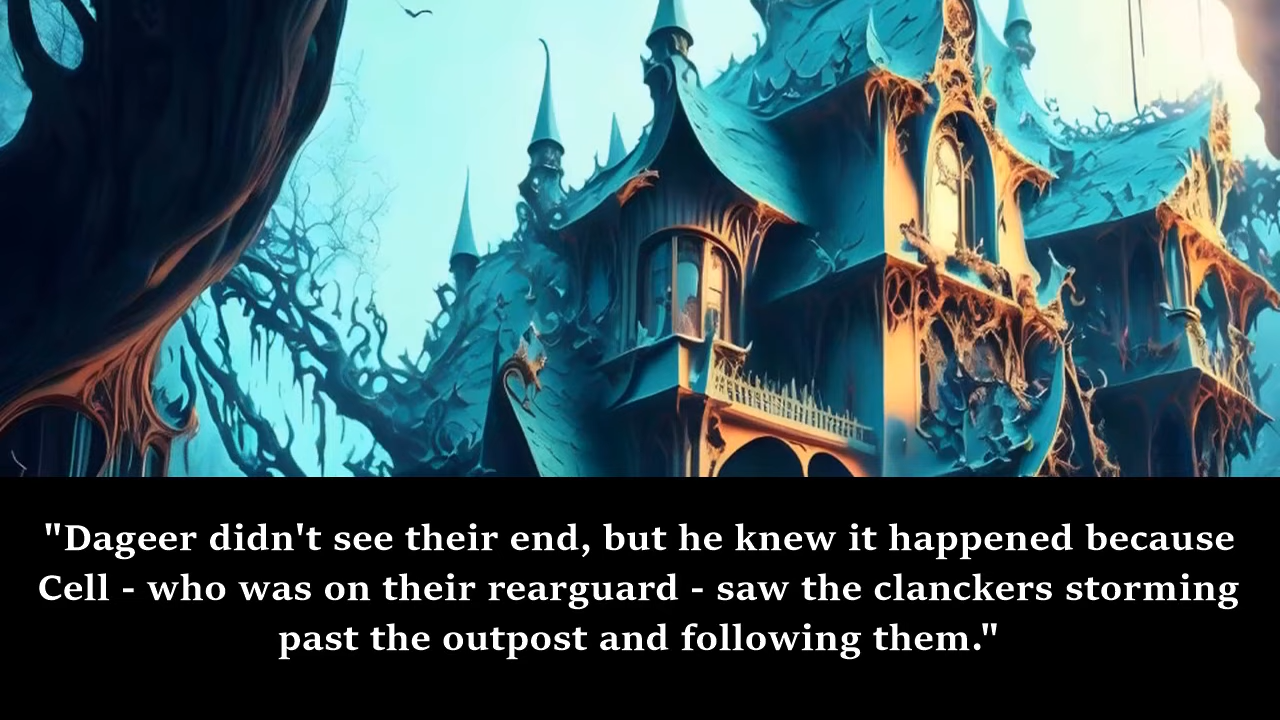 "Dageer didn't see their end, but he knew it happened because
Cell - who was on their rearguard - saw the clanckers storming
past the outpost and following them."